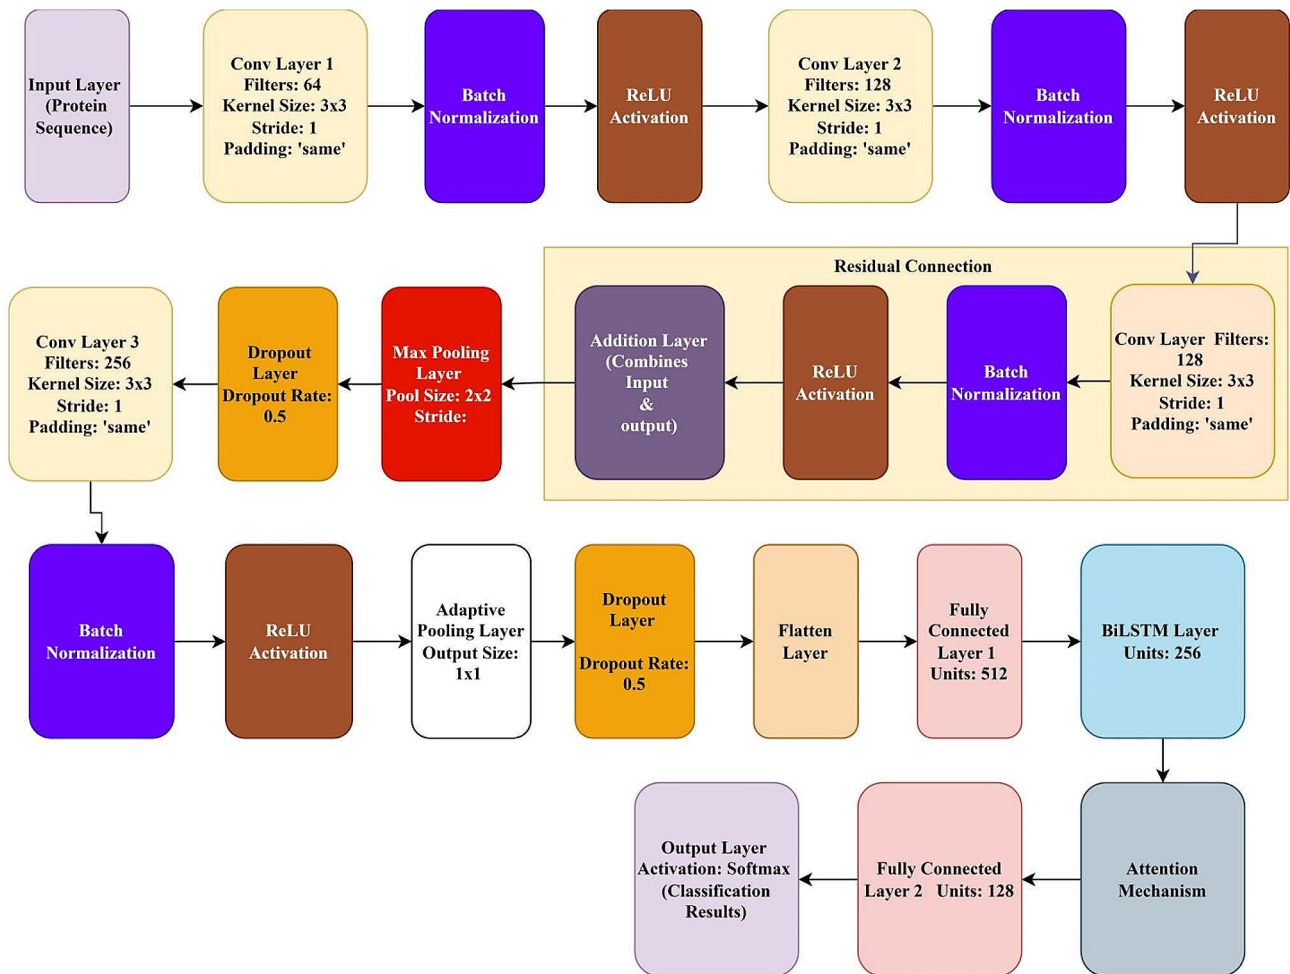 Input Layer
(Protein
Sequence)
Conv Layer 1
Filters: 64
Kernel Size: 3x3
Stride: 1
Padding: 'same'
Batch
Normalization
ReLU
Activation
Conv Layer 2
Filters: 128
Kernel Size: 3x3
Stride: 1
Padding: 'same'
Batch
Normalization
ReLU
Activation
Residual Connection
Conv Layer Filters:
128
Kernel Size: 3x3
Stride: 1
Padding: 'same'
Batch
Normalization
ReLU
Activation
Addition Layer
(Combines
Input
&
output)
Max Pooling
Layer
Pool Size: 2x2
Stride:
Dropout
Layer
Dropout Rate:
0.5
Conv Layer 3
Filters: 256
Kernel Size: 3x3
Stride: 1
Padding: 'same'
Batch
Normalization
ReLU
Activation
Adaptive
Pooling Layer
Output Size:
1x1
Dropout
Layer
Dropout Rate:
0.5
Flatten
Layer
Fully
Connected
Layer 1
Units: 512
BiLSTM Layer
Units: 256
Attention
Mechanism
Fully Connected
Layer 2 Units: 128
Output Layer
Activation: Softmax
(Classification
Results)